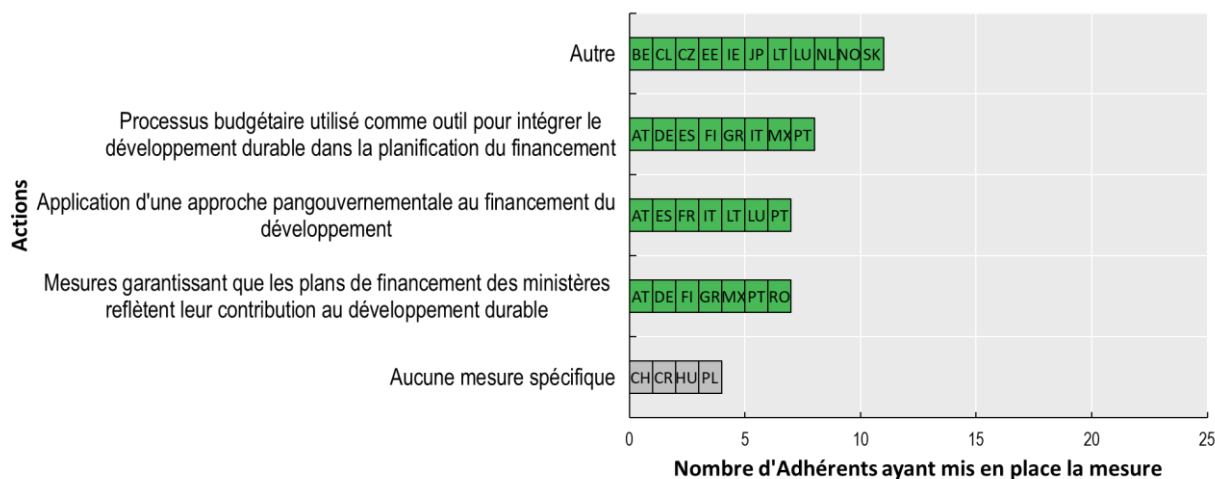 Autre
BE CL CZ EE IE JP LT LU NL NO SK
Processus budgétaire utilisé comme outil pour intégrer le
développement durable dans la planification du financement
AT DE ES FI GR IT MX PT
Application d'une approche pangouvernementale au financement du
développement
AT ES FR IT LT LU PT
Mesures garantissant que les plans de financement des ministères
reflètent leur contribution au développement durable
AT DE FI GR MX PT RO
Aucune mesure spécifique
CH CR HU PL
Actions
0 5 10 15 20 25
Nombre d'Adhérents ayant mis en place la mesure